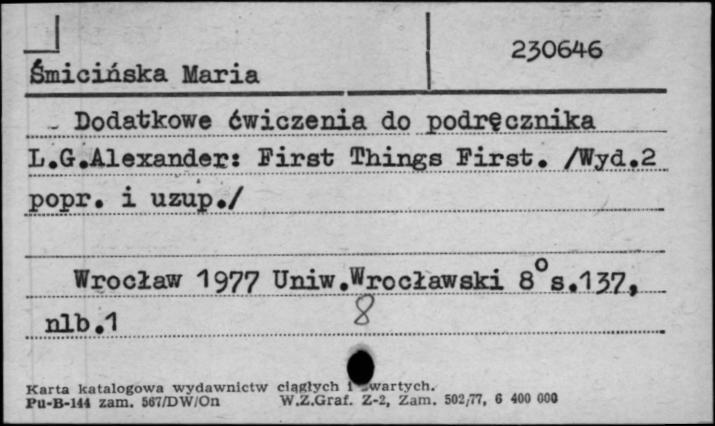 230646
Śmicińska Maria
- Dodatkowe ćwiczenia do podręcznika
L.G.Alexander: First Things First. /Wyd.2
popr. i uzup./
Wrocław 1977 Uniw.Wrocławski 8° s.137,
nlb.1
8
Karta katalogowa wydawnictw ciągłych i zwartych.
Pu-B-144 zam. 567/DW/On W.Z.Graf. Z-2, Zam. 502/77, 6 400 000